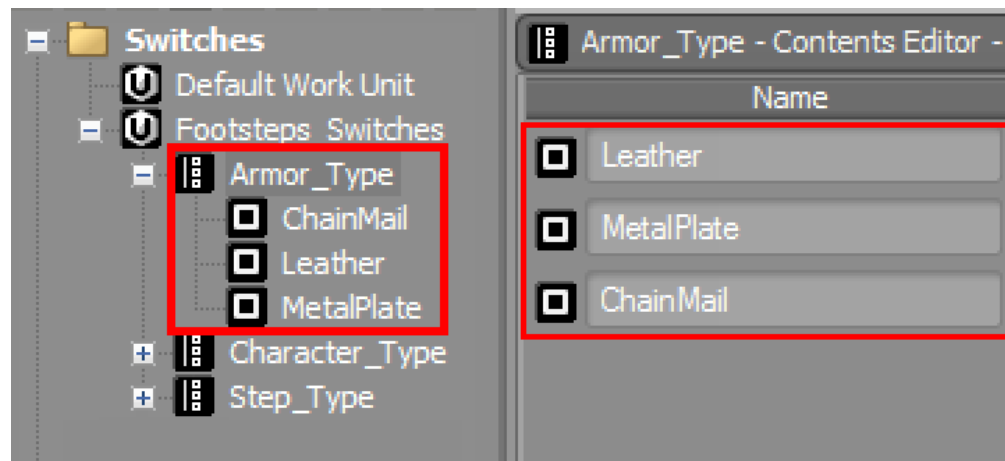 Switches
Default Work Unit
Footsteps_Switches
Armor_Type
ChainMail
Leather
MetalPlate
Character_Type
Step_Type
Armor_Type - Contents Editor -
Name
Leather
MetalPlate
ChainMail